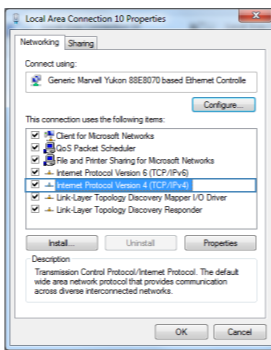 Local Area Connection 10 Properties
Networking
Sharing
Connect using:
Generic Marvell Yukon 88E8070 based Ethernet Controlle
Configure...
This connection uses the following items:
Client for Microsoft Networks
QoS Packet Scheduler
File and Printer Sharing for Microsoft Networks
Internet Protocol Version 6 (TCP/IPv6)
Internet Protocol Version 4 (TCP/IPv4)
Link-Layer Topology Discovery Mapper I/O Driver
Link-Layer Topology Discovery Responder
Install...
Uninstall
Properties
Description
Transmission Control Protocol/Internet Protocol. The default
wide area network protocol that provides communication
across diverse interconnected networks.
OK
Cancel